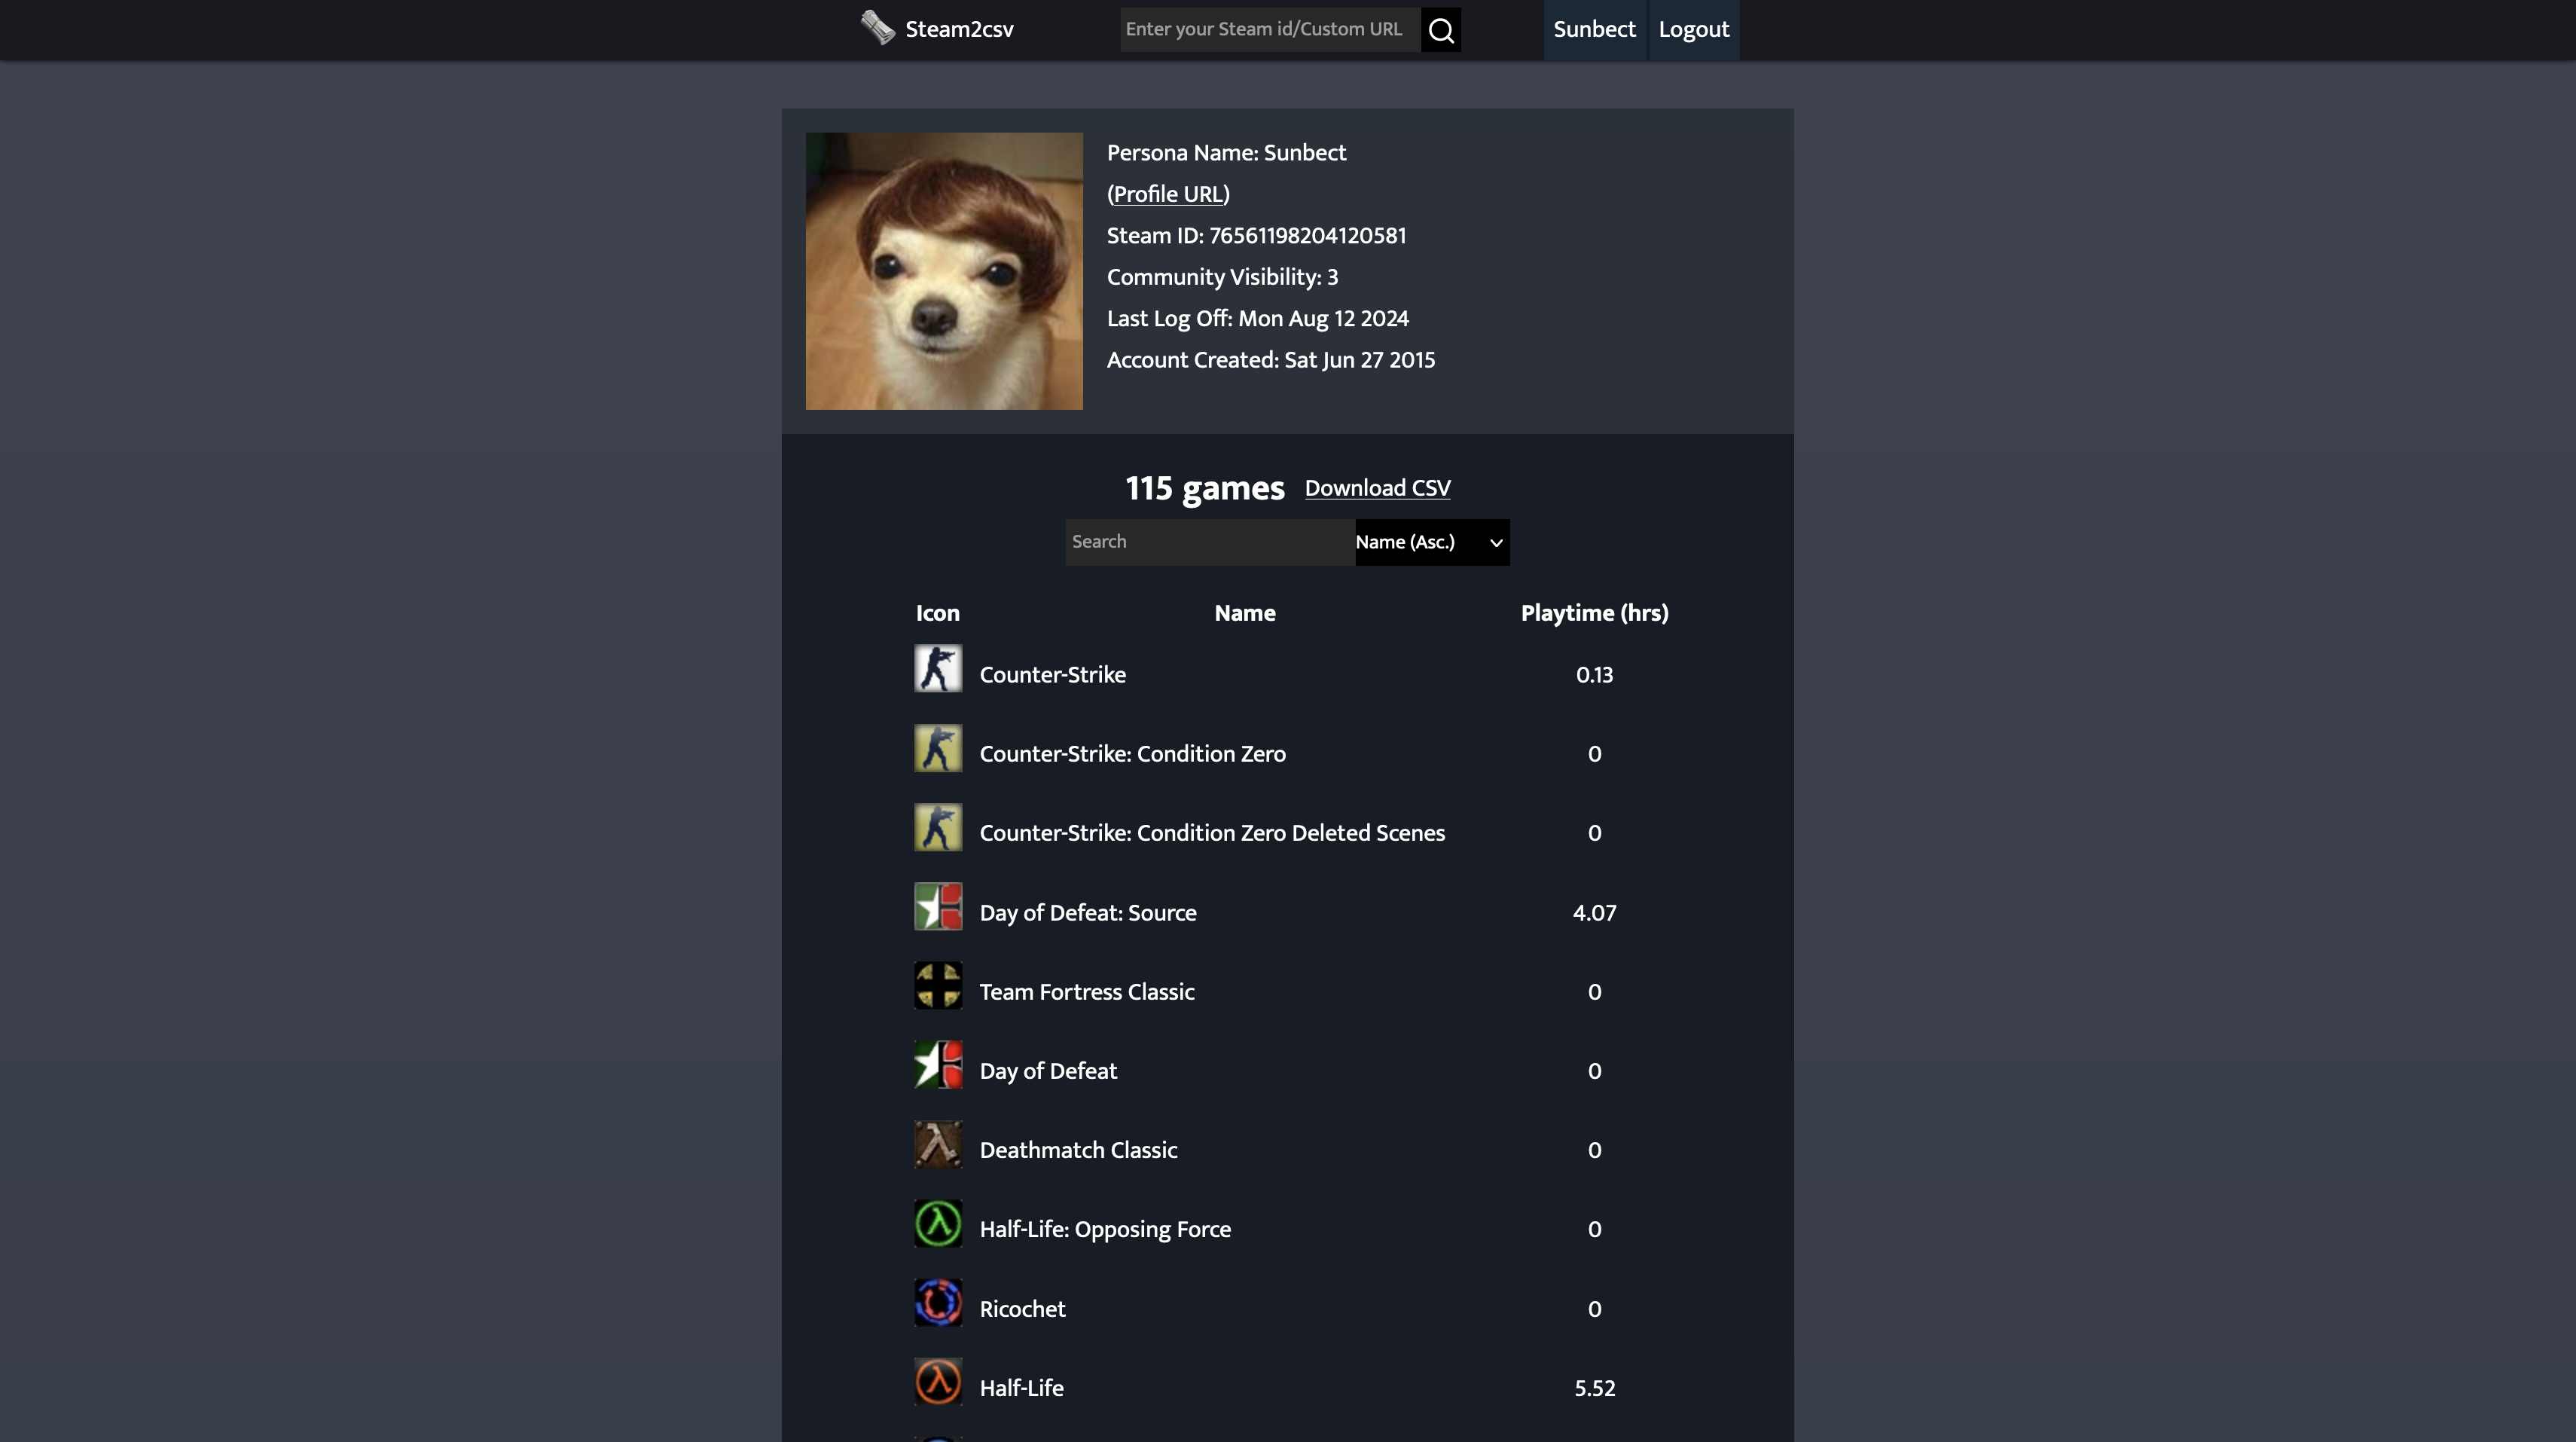 Steam2csv
Enter your Steam id/Custom URL
Sunbect
Logout
Persona Name: Sunbect
(Profile URL)
Steam ID: 76561198204120581
Community Visibility: 3
Last Log Off: Mon Aug 12 2024
Account Created: Sat Jun 27 2015
115 games Download CSV
Search
Name (Asc.)
Icon Name Playtime (hrs)
Counter-Strike 0.13
Counter-Strike: Condition Zero 0
Counter-Strike: Condition Zero Deleted Scenes 0
Day of Defeat: Source 4.07
Team Fortress Classic 0
Day of Defeat 0
Deathmatch Classic 0
Half-Life: Opposing Force 0
Ricochet 0
Half-Life 5.52